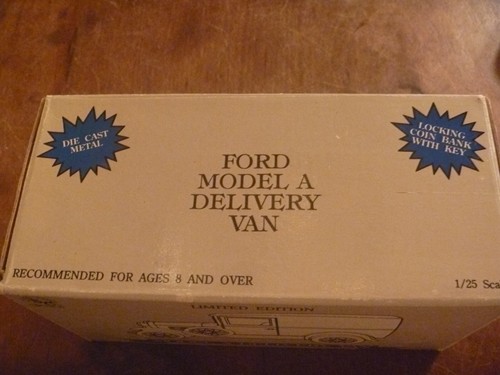 DIE CAST
METAL
LOCKING
COIN BANK
WITH KEY
FORD
MODEL A
DELIVERY
VAN
RECOMMENDED FOR AGES 8 AND OVER
1/25 Sca
LIMITED EDITION